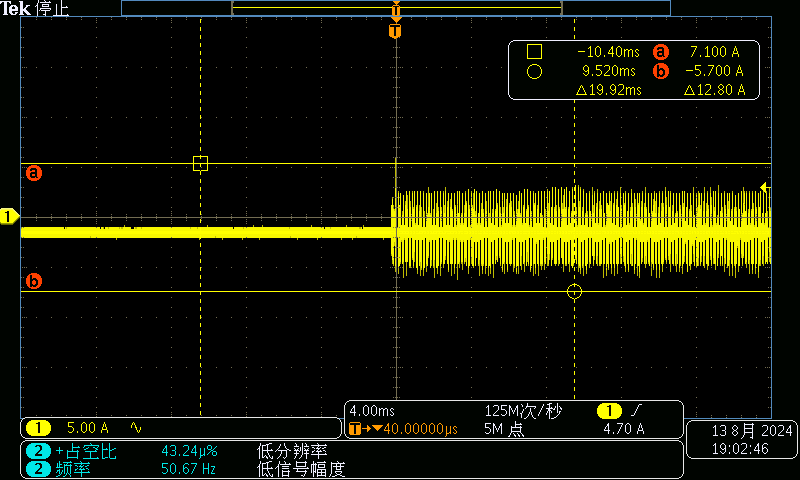 Tek 停止
T
−10.40ms a 7.100 A
9.520ms b −5.700 A
△19.92ms △12.80 A
a
1
b
1 5.00 A
4.00ms 125M次/秒 1
T→▼40.00000µs 5M 点 4.70 A
2 +占空比 43.24µ% 低分辨率
2 频率 50.67 Hz 低信号幅度
13 8月 2024
19:02:46